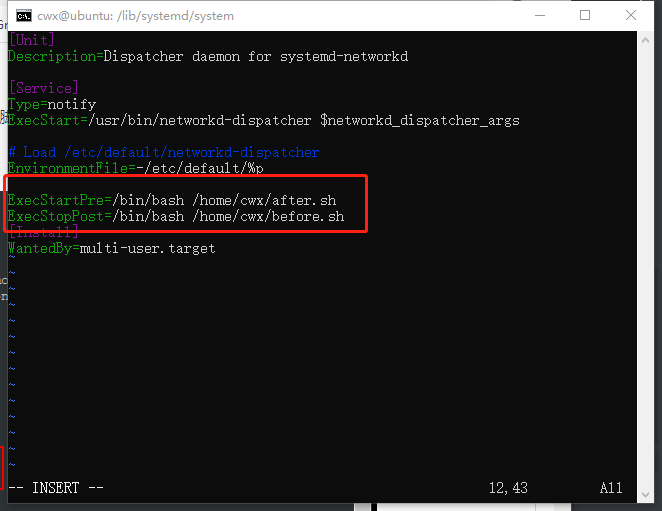 cwx@ubuntu: /lib/systemd/system
[Unit]
Description=Dispatcher daemon for systemd-networkd
[Service]
Type=notify
ExecStart=/usr/bin/networkd-dispatcher $networkd_dispatcher_args
# Load /etc/default/networkd-dispatcher
EnvironmentFile=-/etc/default/%p
ExecStartPre=/bin/bash /home/cwx/after.sh
ExecStopPost=/bin/bash /home/cwx/before.sh
[Install]
WantedBy=multi-user.target
~
~
~
~
~
~
~
~
~
~
~
~
~
~
-- INSERT -- 12,43 All